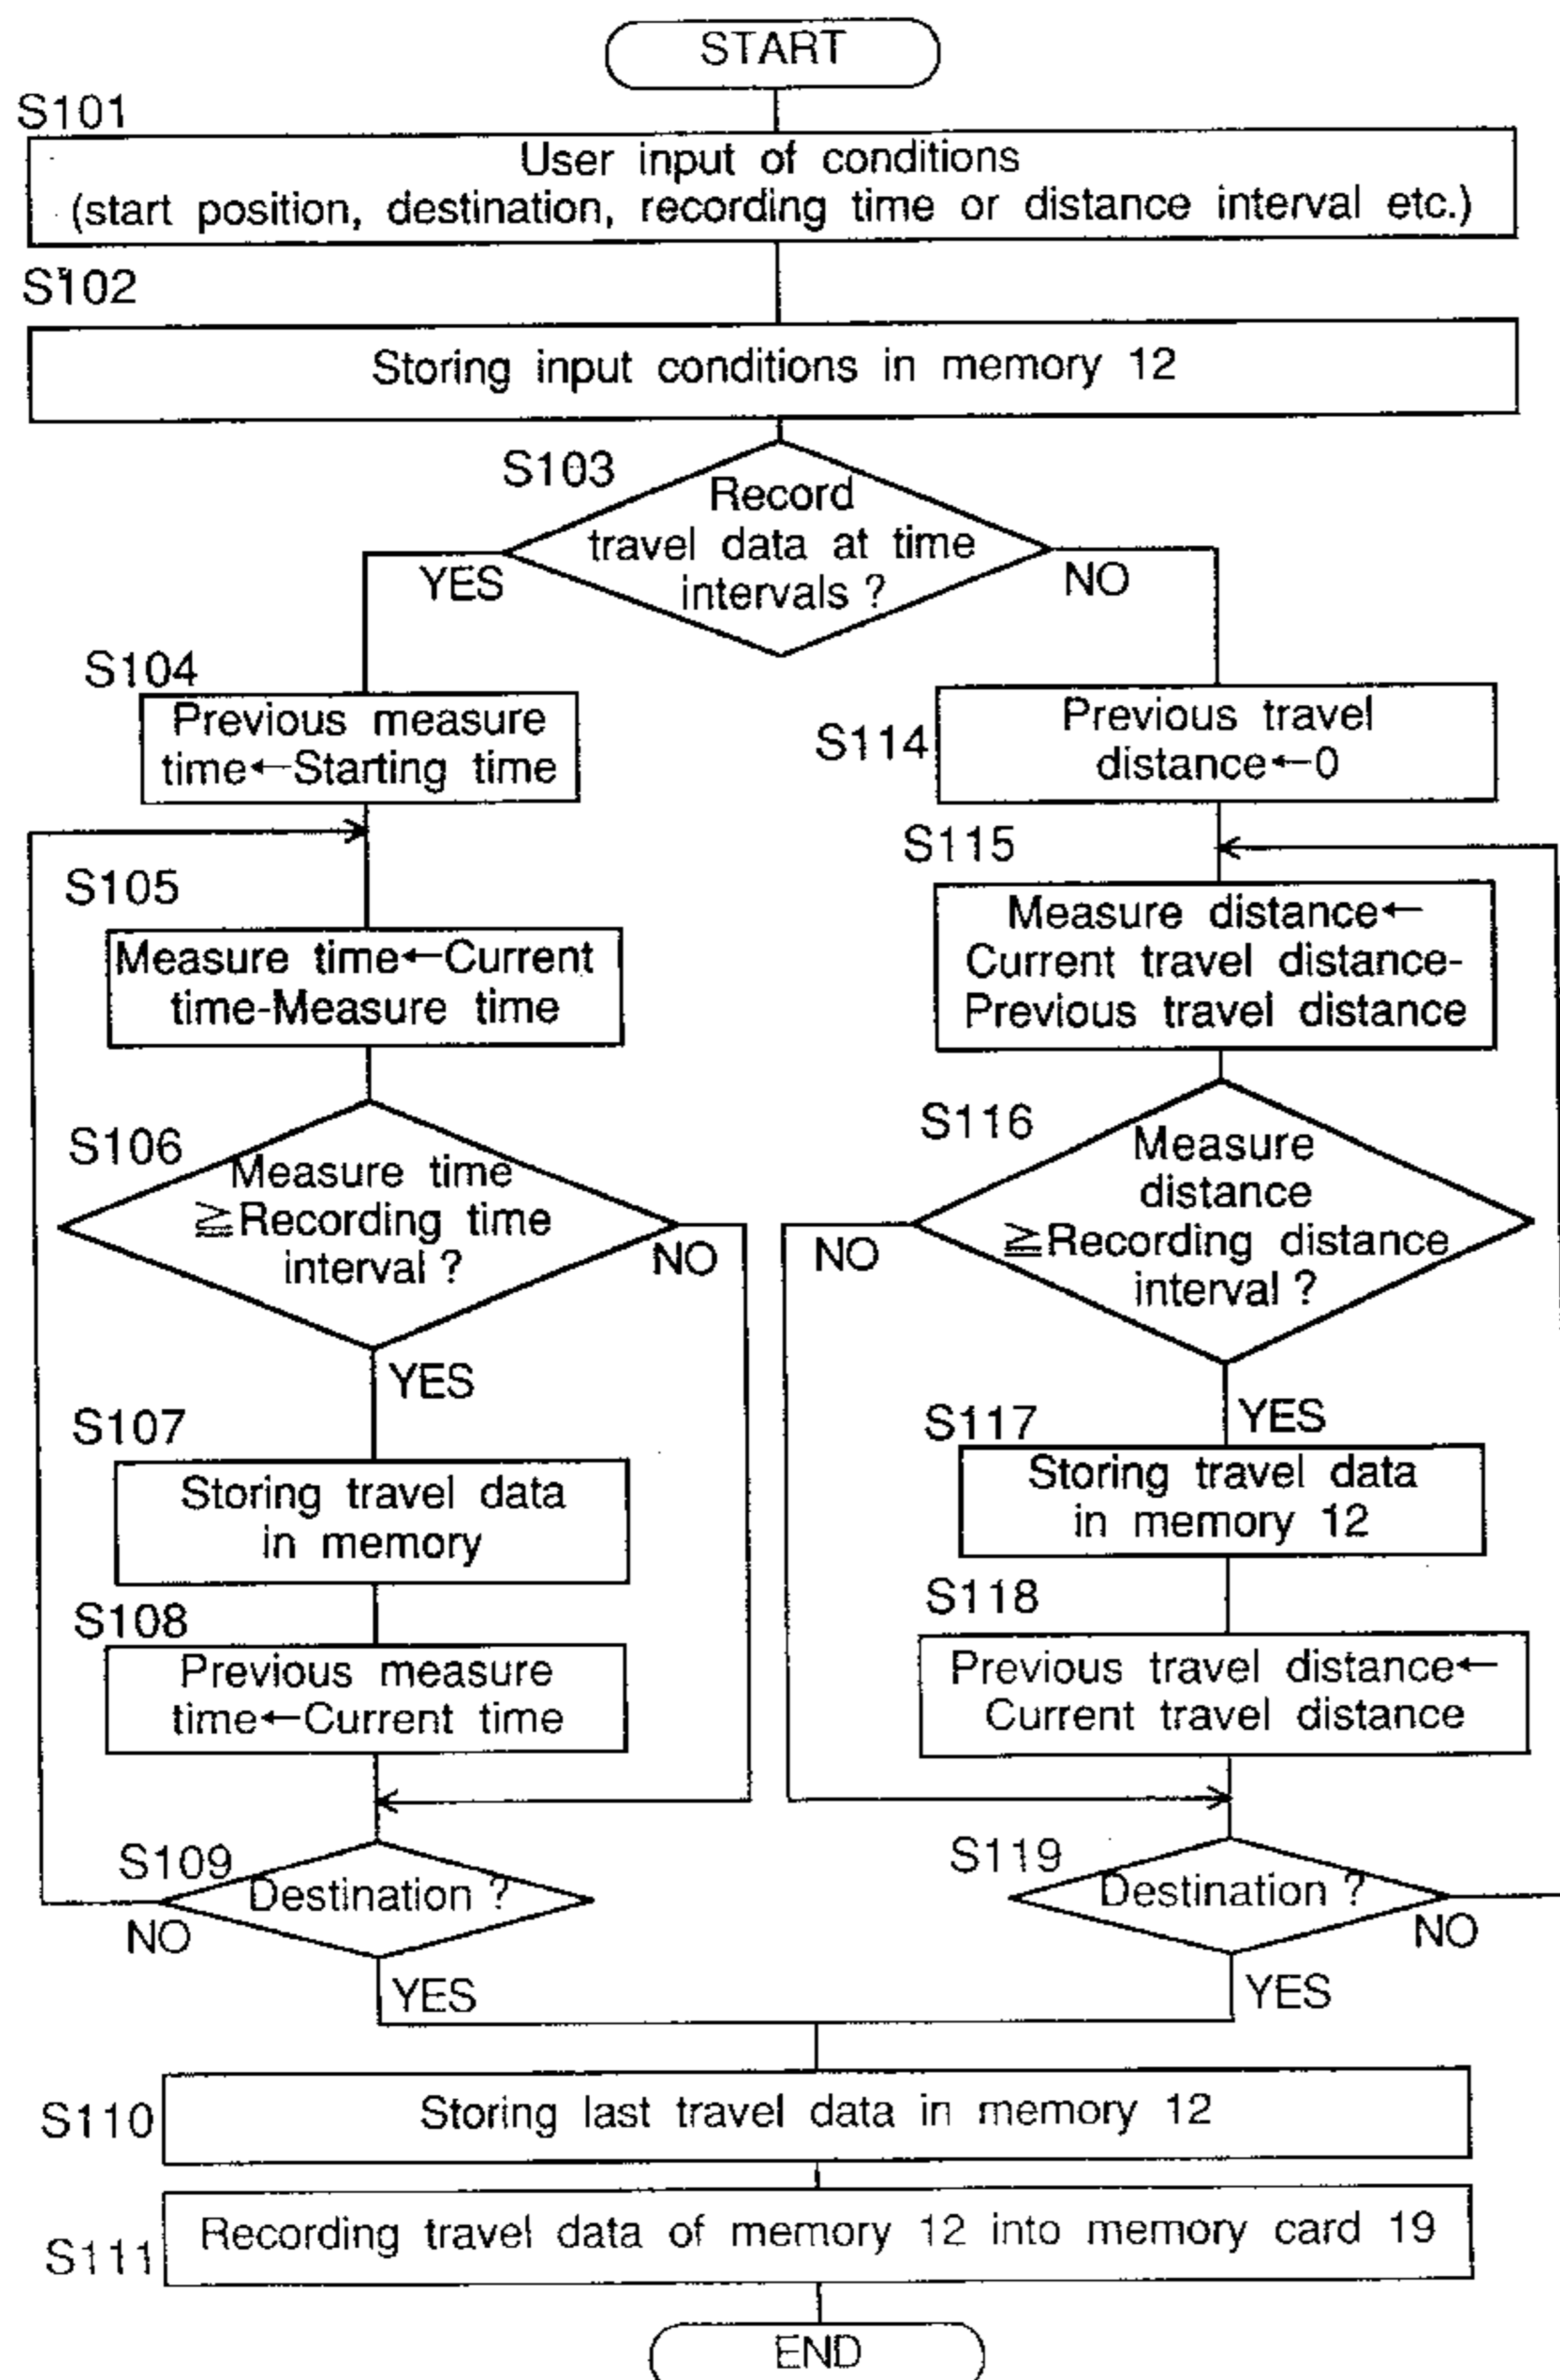 START
S101
User input of conditions
(start position, destination, recording time or distance interval etc.)
S102
Storing input conditions in memory 12
S103
Record
travel data at time
intervals ?
YES
NO
S104
Previous measure
time←Starting time
S105
Measure time←Current
time-Measure time
S106
Measure time
≧Recording time
interval ?
NO
YES
S107
Storing travel data
in memory
S108
Previous measure
time←Current time
S109
Destination ?
NO
YES
S114
Previous travel
distance←0
S115
Measure distance←
Current travel distance-
Previous travel distance
S116
Measure
distance
≧Recording distance
interval ?
NO
YES
S117
Storing travel data
in memory 12
S118
Previous travel distance←
Current travel distance
S119
Destination ?
NO
YES
S110
Storing last travel data in memory 12
S111
Recording travel data of memory 12 into memory card 19
END